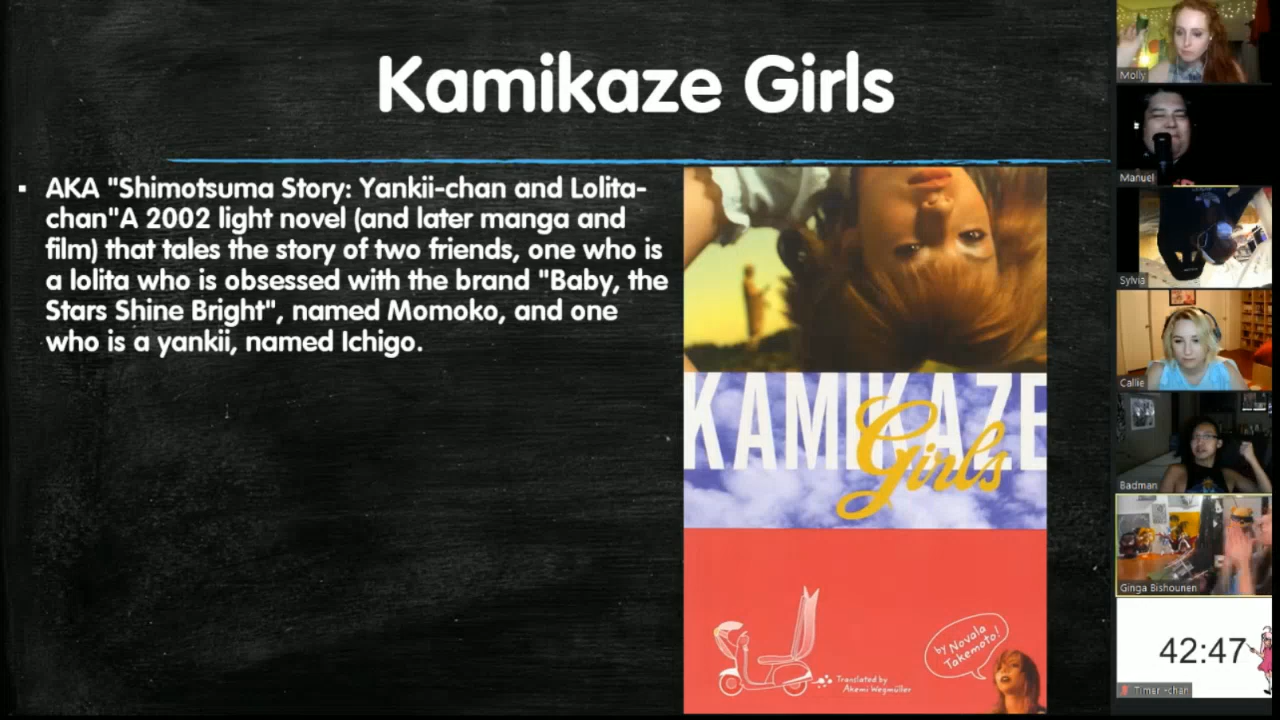 Kamikaze Girls
▪ AKA "Shimotsuma Story: Yankii-chan and Lolita-
chan"A 2002 light novel (and later manga and
film) that tales the story of two friends, one who is
a lolita who is obsessed with the brand "Baby, the
Stars Shine Bright", named Momoko, and one
who is a yankii, named Ichigo.
KAMIKAZE
Girls
by Novala
Takemoto!
Translated by
Akemi Wegmüller
Molly
Manuel
Sylvia
Callie
Badman
Ginga Bishounen
42:47
Timer -chan